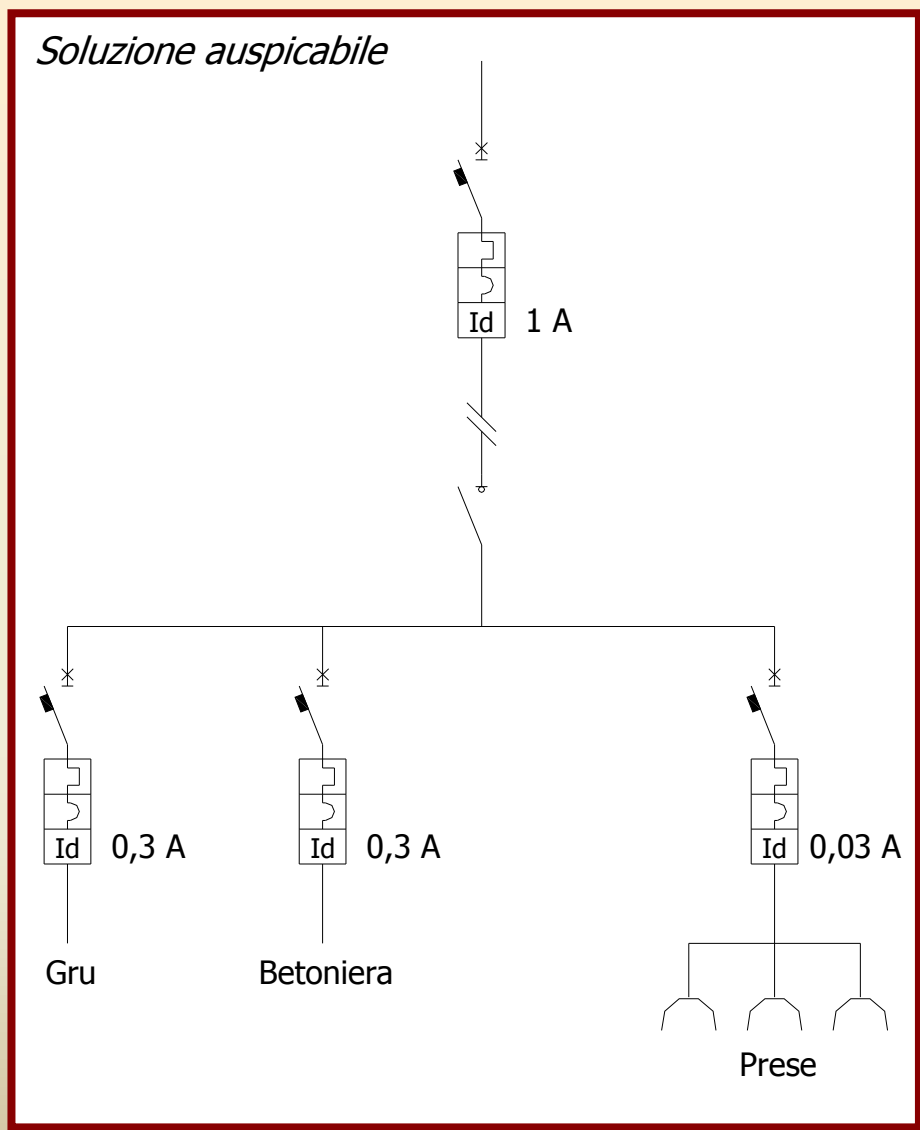 Soluzione auspicabile
Id 1 A
Id 0,3 A Id 0,3 A Id 0,03 A
Gru Betoniera
Prese